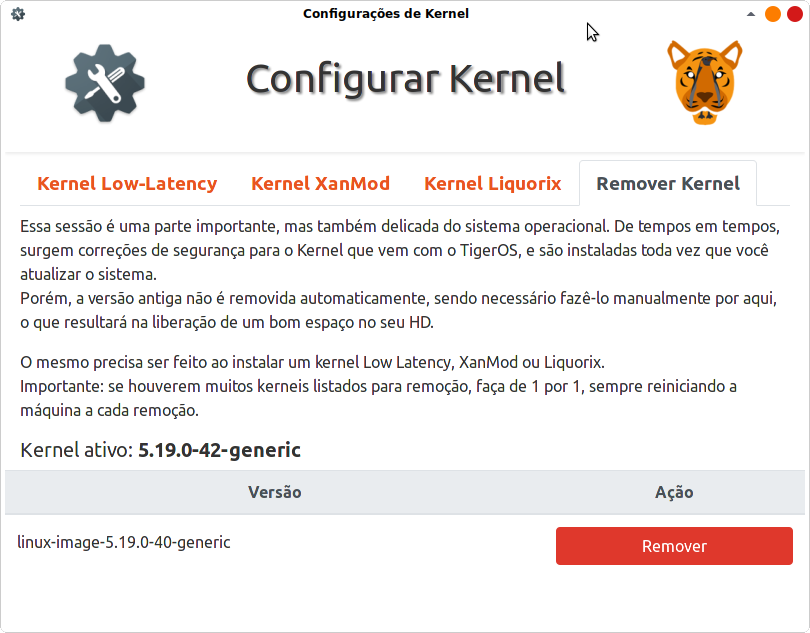 Configurações de Kernel
Configurar Kernel
Kernel Low-Latency Kernel XanMod Kernel Liquorix Remover Kernel
Essa sessão é uma parte importante, mas também delicada do sistema operacional. De tempos em tempos,
surgem correções de segurança para o Kernel que vem com o TigerOS, e são instaladas toda vez que você
atualizar o sistema.
Porém, a versão antiga não é removida automaticamente, sendo necessário fazê-lo manualmente por aqui,
o que resultará na liberação de um bom espaço no seu HD.
O mesmo precisa ser feito ao instalar um kernel Low Latency, XanMod ou Liquorix.
Importante: se houverem muitos kerneis listados para remoção, faça de 1 por 1, sempre reiniciando a
máquina a cada remoção.
Kernel ativo: 5.19.0-42-generic
Versão Ação
linux-image-5.19.0-40-generic Remover